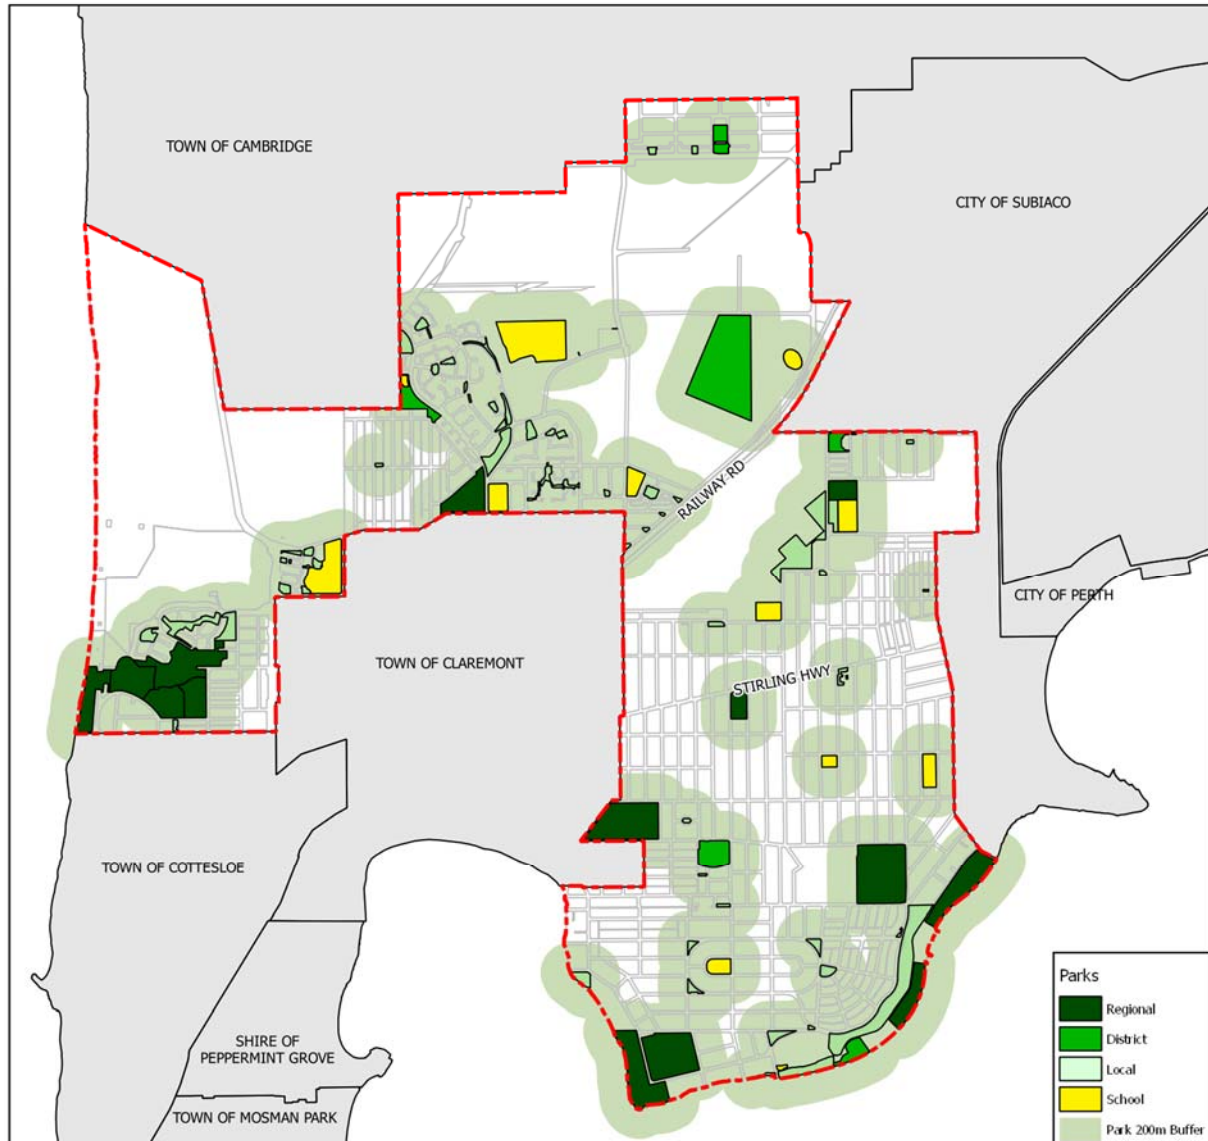 TOWN OF CAMBRIDGE
CITY OF SUBIACO
RAILWAY RD
CITY OF PERTH
TOWN OF CLAREMONT
STIRLING HWY
TOWN OF COTTESLOE
SHIRE OF
PEPPERMINT GROVE
TOWN OF MOSMAN PARK
Parks
Regional
District
Local
School
Park 200m Buffer